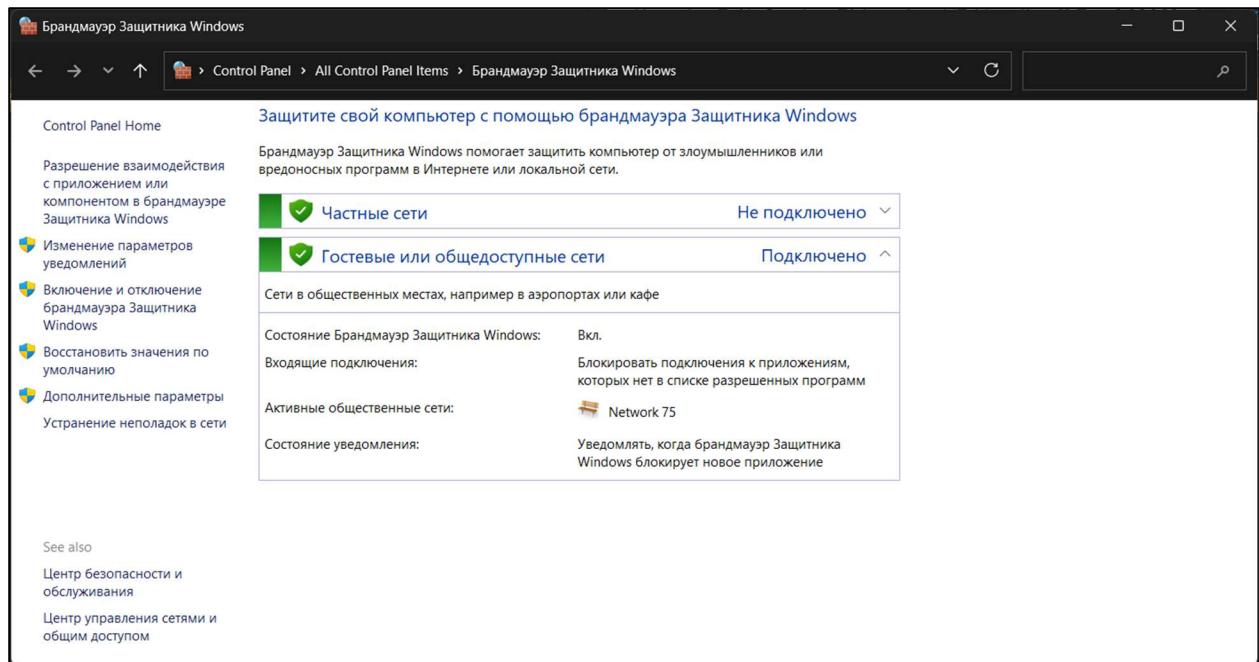 Брандмауэр Защитника Windows
Control Panel > All Control Panel Items > Брандмауэр Защитника Windows
Control Panel Home
Разрешение взаимодействия
с приложением или
компонентом в брандмауэре
Защитника Windows
Изменение параметров
уведомлений
Включение и отключение
брандмауэра Защитника
Windows
Восстановить значения по
умолчанию
Дополнительные параметры
Устранение неполадок в сети
See also
Центр безопасности и
обслуживания
Центр управления сетями и
общим доступом
Защитите свой компьютер с помощью брандмауэра Защитника Windows
Брандмауэр Защитника Windows помогает защитить компьютер от злоумышленников или
вредоносных программ в Интернете или локальной сети.
Частные сети Не подключено
Гостевые или общедоступные сети Подключено
Сети в общественных местах, например в аэропортах или кафе
Состояние Брандмауэр Защитника Windows: Вкл.
Входящие подключения: Блокировать подключения к приложениям,
которых нет в списке разрешенных программ
Активные общественные сети: Network 75
Состояние уведомления: Уведомлять, когда брандмауэр Защитника
Windows блокирует новое приложение